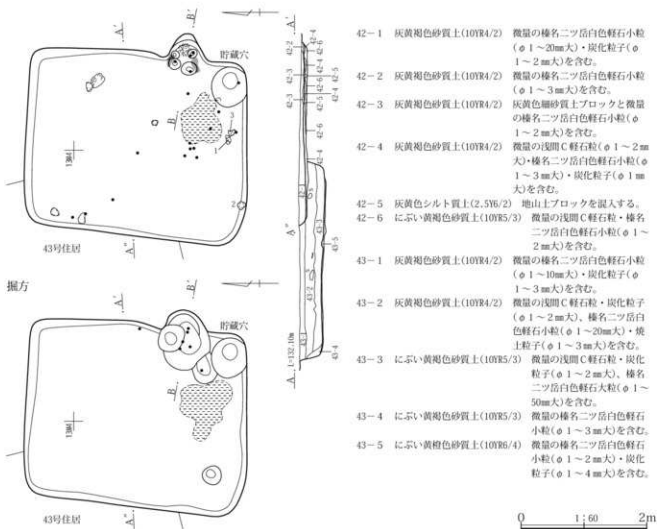 貯蔵穴
43号住居
掘方
貯蔵穴
43号住居
L=132.10m
42-1 灰黄褐色砂質土(10YR4/2) 微量の榛名二ツ岳白色軽石小粒
(φ1〜20㎜大)・炭化粒子(φ
1〜2㎜大)を含む。
42-2 灰黄褐色砂質土(10YR4/2) 微量の榛名二ツ岳白色軽石小粒
(φ1〜3㎜大)を含む。
42-3 灰黄褐色砂質土(10YR4/2) 灰黄色細砂質土ブロックと微量
の榛名二ツ岳白色軽石小粒(φ
1〜2㎜大)を含む。
42-4 灰黄褐色砂質土(10YR4/2) 微量の浅間C軽石粒(φ1〜2㎜
大)・榛名二ツ岳白色軽石小粒(φ
1〜3㎜大)・炭化粒子(φ1㎜
大)を含む。
42-5 灰黄色シルト質土(2.5Y6/2) 地山土ブロックを混入する。
42-6 にぶい黄褐色砂質土(10YR5/3) 微量の浅間C軽石粒・榛名
二ツ岳白色軽石小粒(φ1〜
2㎜大)を含む。
43-1 灰黄褐色砂質土(10YR4/2) 微量の榛名二ツ岳白色軽石小粒
(φ1〜10㎜大)・炭化粒子(φ
1〜3㎜大)を含む。
43-2 灰黄褐色砂質土(10YR4/2) 微量の浅間C軽石粒・炭化粒子
(φ1〜2㎜大)、榛名二ツ岳白
色軽石小粒(φ1〜20㎜大)・焼
土粒子(φ1〜3㎜大)を含む。
43-3 にぶい黄褐色砂質土(10YR5/3) 微量の浅間C軽石粒・炭化
粒子(φ1〜2㎜大)、榛名
二ツ岳白色軽石大粒(φ1〜
50㎜大)を含む。
43-4 にぶい黄褐色砂質土(10YR5/3) 微量の榛名二ツ岳白色軽石
小粒(φ1〜3㎜大)を含む。
43-5 にぶい黄橙色砂質土(10YR6/4) 微量の榛名二ツ岳白色軽石
小粒(φ1〜2㎜大)・炭化
粒子(φ1〜4㎜大)を含む。
0 1:60 2m